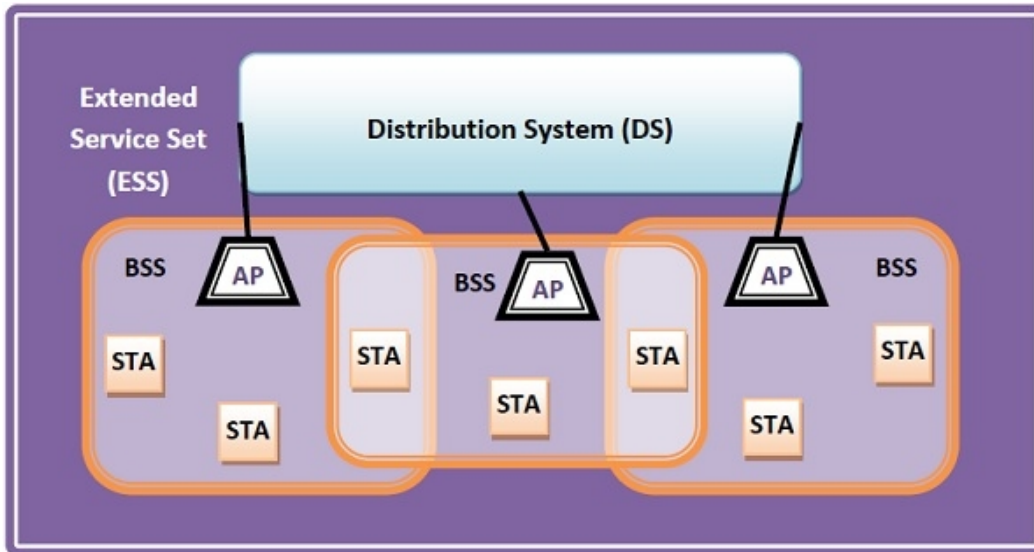 Extended
Service Set
(ESS)
Distribution System (DS)
BSS
AP
BSS
AP
AP
BSS
STA
STA
STA
STA
STA
STA
STA